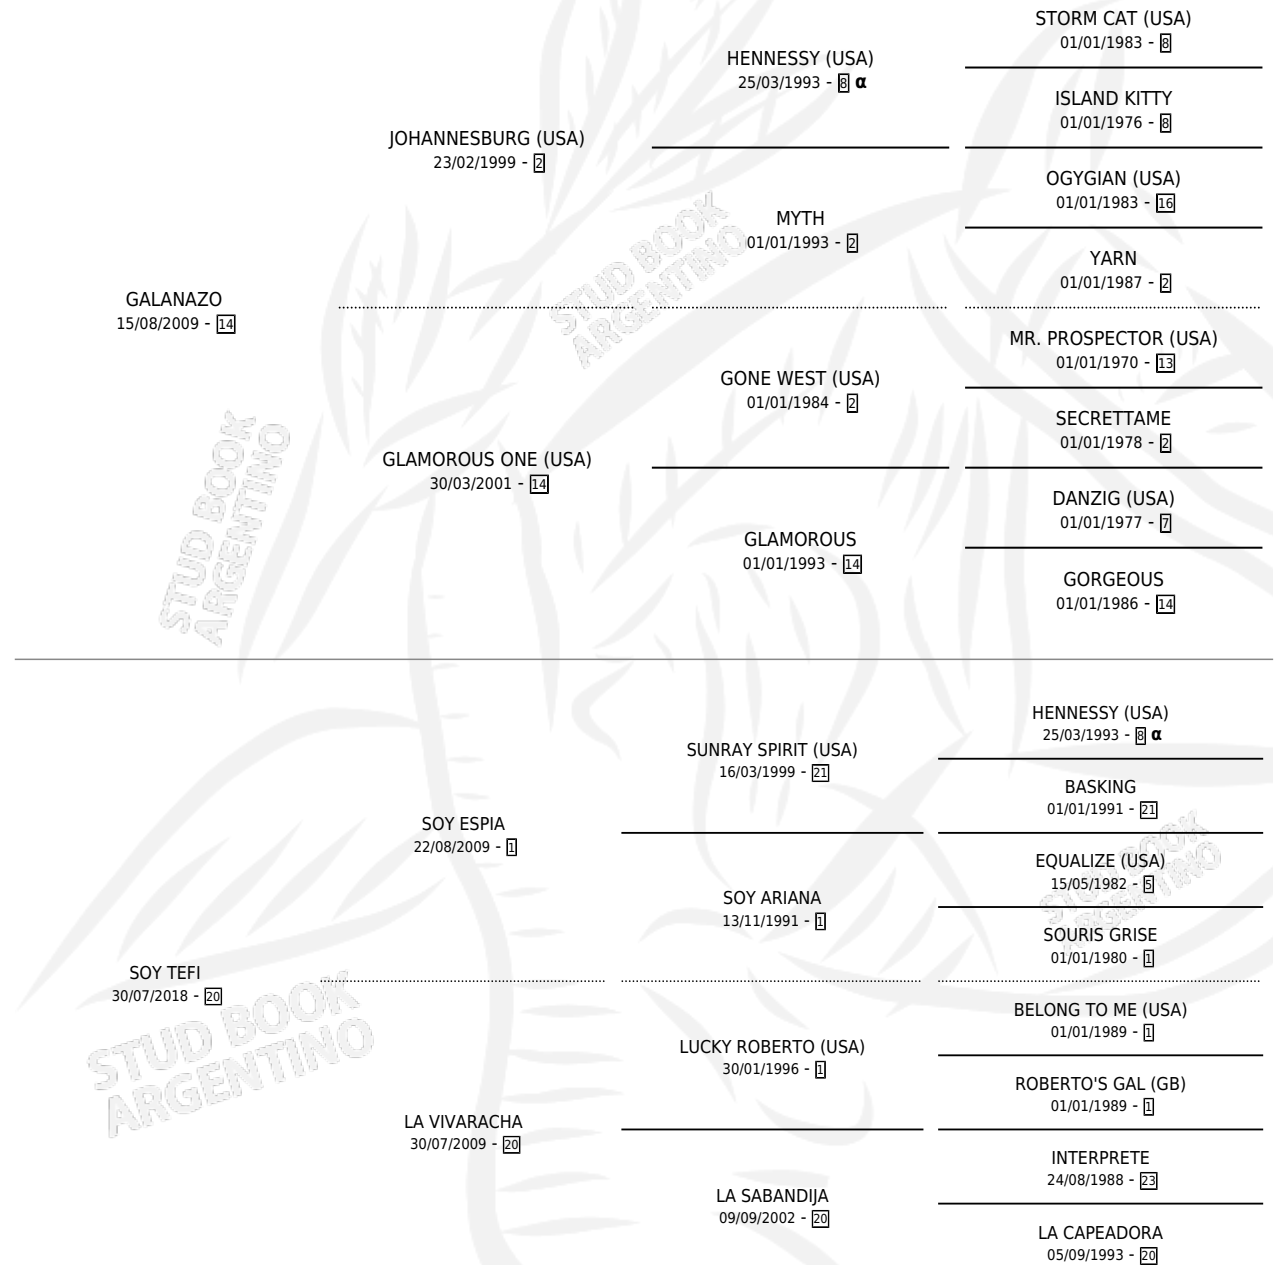 STORM CAT (USA)
01/01/1983 - 8
HENNESSY (USA)
25/03/1993 - 8 α
ISLAND KITTY
01/01/1976 - 8
JOHANNESBURG (USA)
23/02/1999 - 2
OGYGIAN (USA)
01/01/1983 - 16
MYTH
01/01/1993 - 2
YARN
01/01/1987 - 2
GALANAZO
15/08/2009 - 14
MR. PROSPECTOR (USA)
01/01/1970 - 13
GONE WEST (USA)
01/01/1984 - 2
SECRETTAME
01/01/1978 - 2
GLAMOROUS ONE (USA)
30/03/2001 - 14
DANZIG (USA)
01/01/1977 - 7
GLAMOROUS
01/01/1993 - 14
GORGEOUS
01/01/1986 - 14
HENNESSY (USA)
25/03/1993 - 8 α
SUNRAY SPIRIT (USA)
16/03/1999 - 21
BASKING
01/01/1991 - 21
SOY ESPIA
22/08/2009 - 1
EQUALIZE (USA)
15/05/1982 - 5
SOY ARIANA
13/11/1991 - 1
SOURIS GRISE
01/01/1980 - 1
SOY TEFI
30/07/2018 - 20
BELONG TO ME (USA)
01/01/1989 - 1
LUCKY ROBERTO (USA)
30/01/1996 - 1
ROBERTO'S GAL (GB)
01/01/1989 - 1
LA VIVARACHA
30/07/2009 - 20
INTERPRETE
24/08/1988 - 23
LA SABANDIJA
09/09/2002 - 20
LA CAPEADORA
05/09/1993 - 20
STUD BOOK
ARGENTINO
STUD BOOK
ARGENTINO
STUD BOOK
ARGENTINO
STUD BOOK
ARGENTINO